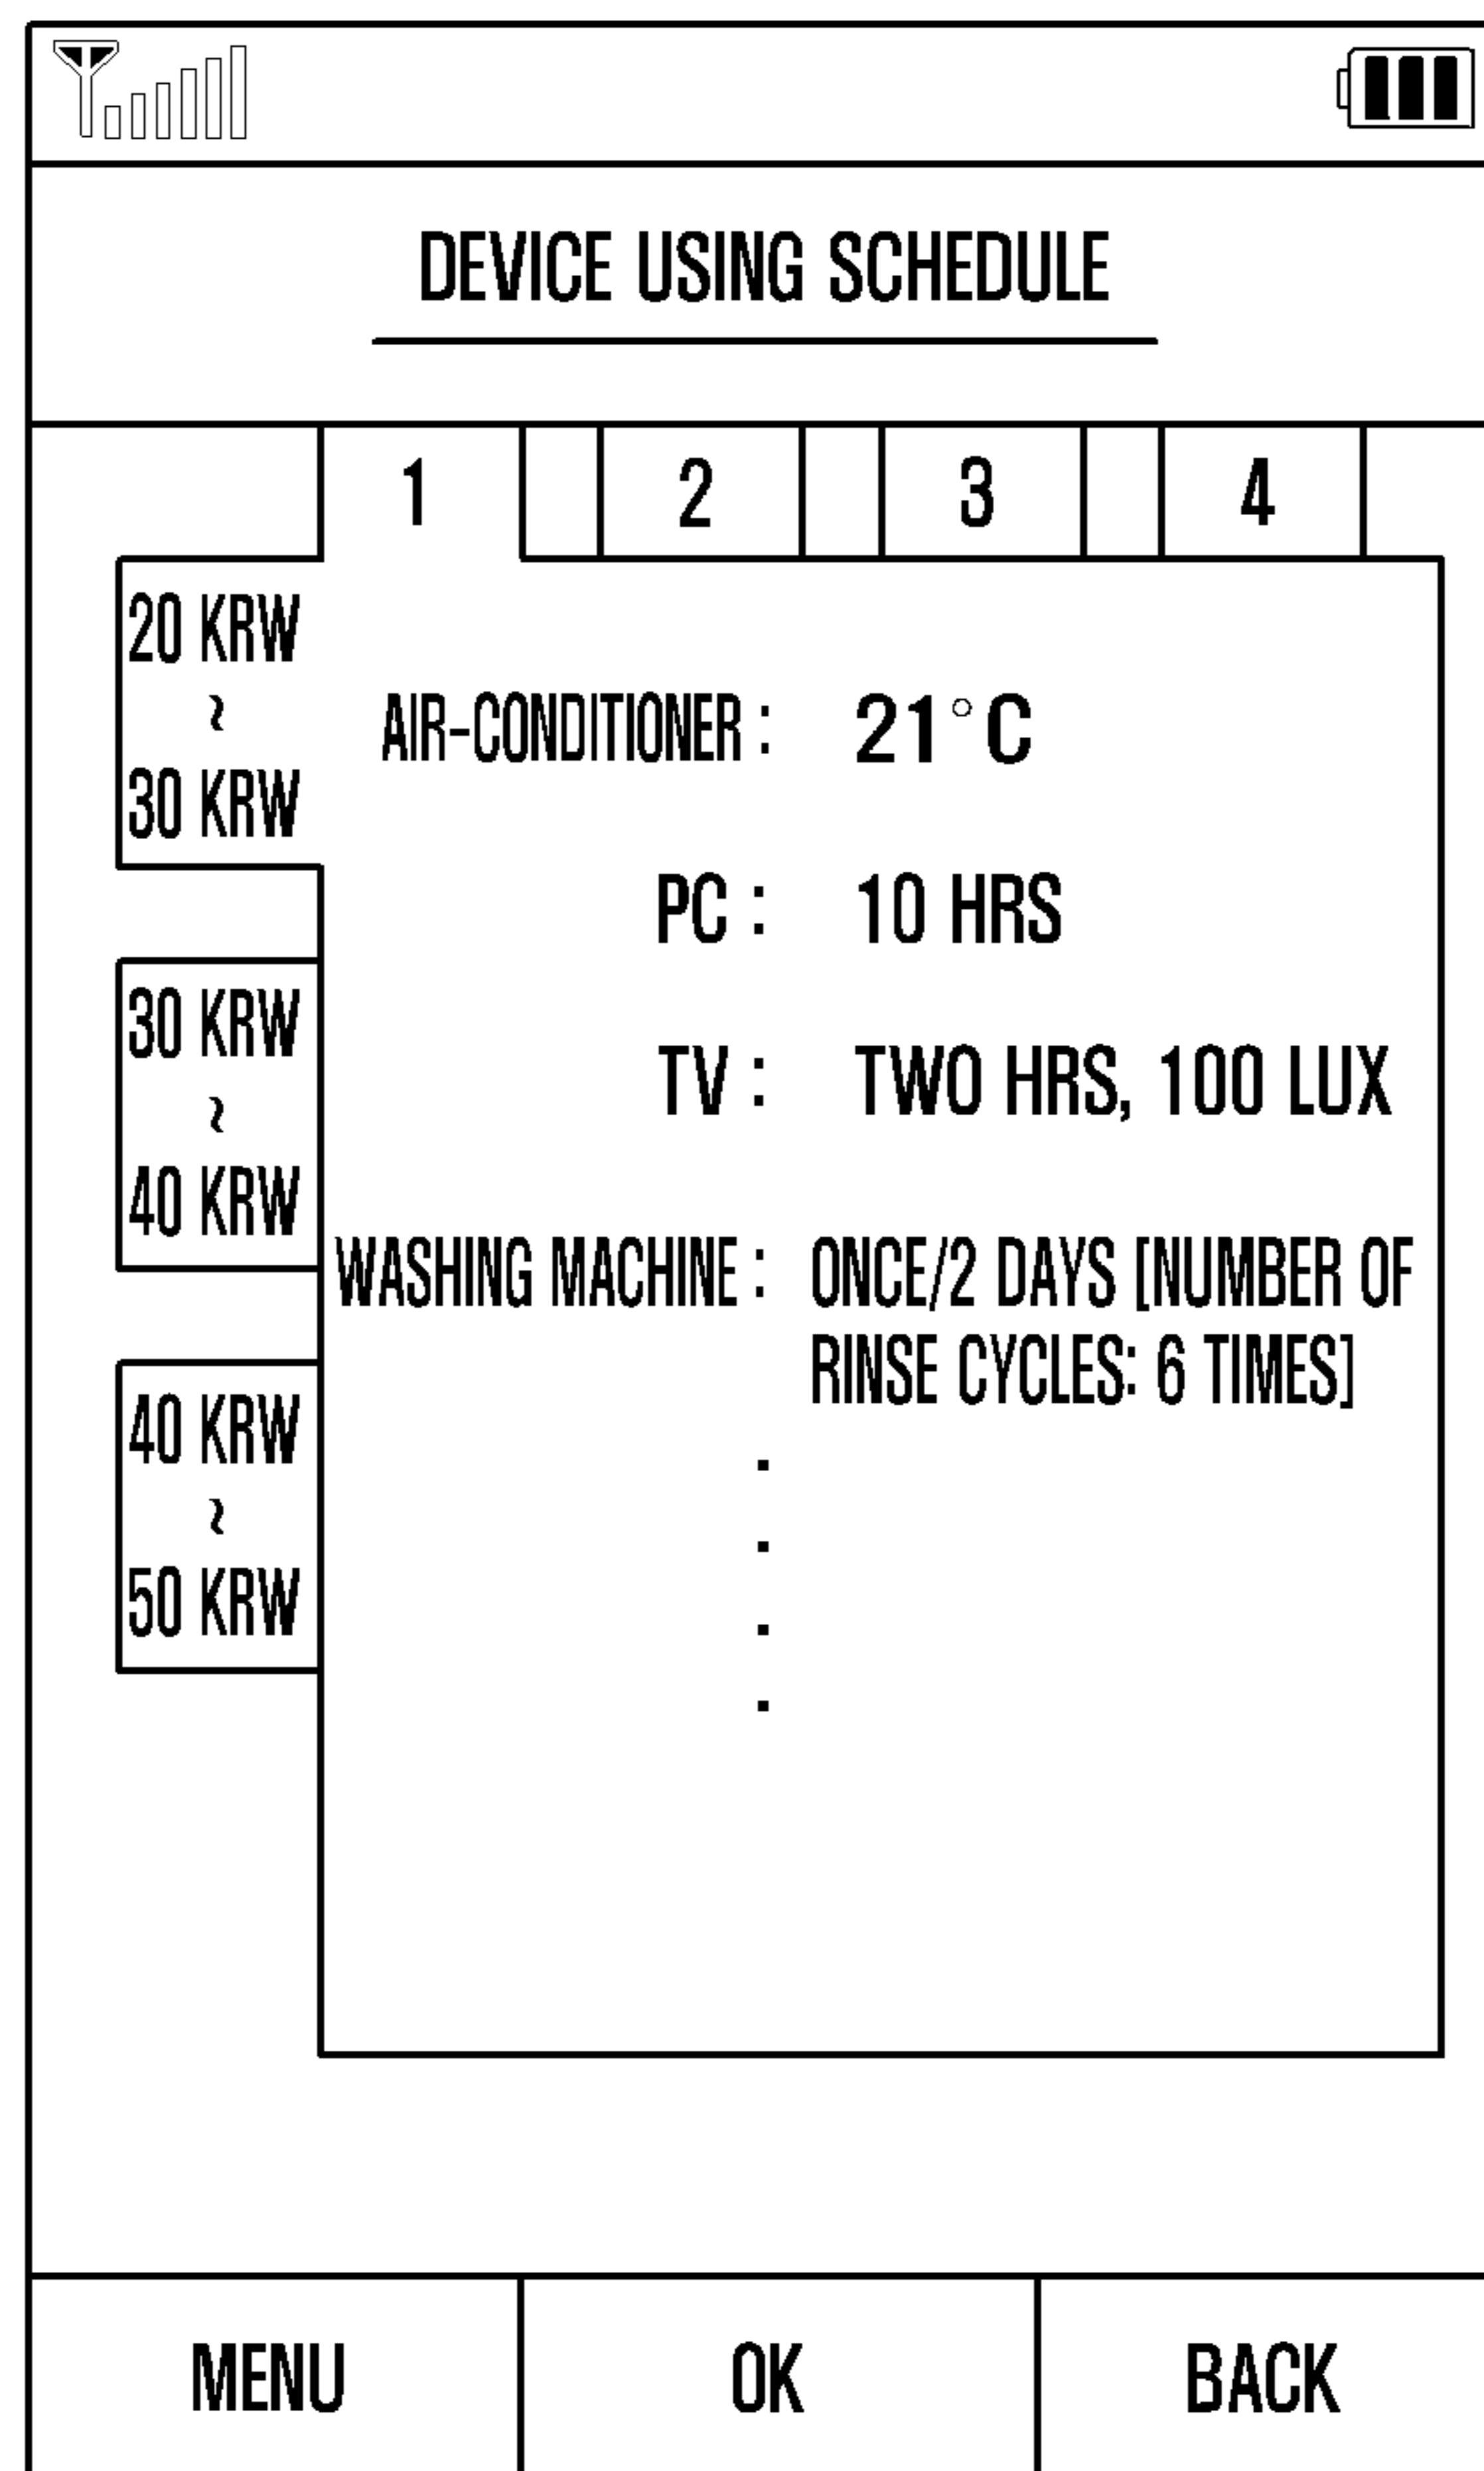 DEVICE USING SCHEDULE
1 2 3 4
20 KRW
~
30 KRW
AIR-CONDITIONER : 21°C
PC : 10 HRS
30 KRW
~
40 KRW
TV : TWO HRS, 100 LUX
WASHING MACHINE : ONCE/2 DAYS [NUMBER OF
RINSE CYCLES: 6 TIMES]
40 KRW
~
50 KRW
.
.
.
.
MENU OK BACK